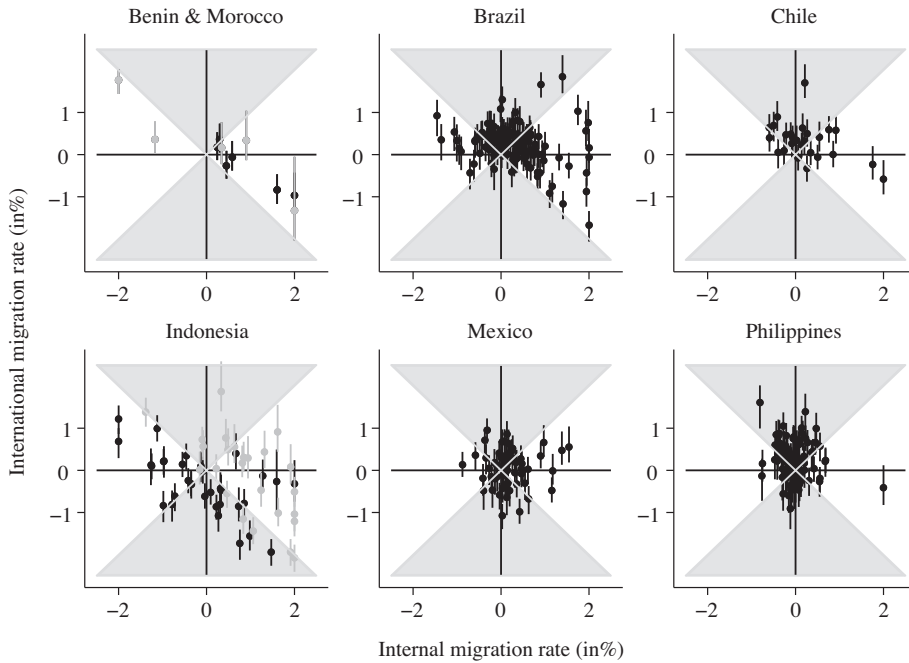 Benin & Morocco
Brazil
Chile
1
0
−1
−2 0 2
1
0
−1
−2 0 2
1
0
−1
−2 0 2
International migration rate (in%)
Indonesia
Mexico
Philippines
1
0
−1
−2 0 2
1
0
−1
−2 0 2
1
0
−1
−2 0 2
Internal migration rate (in%)